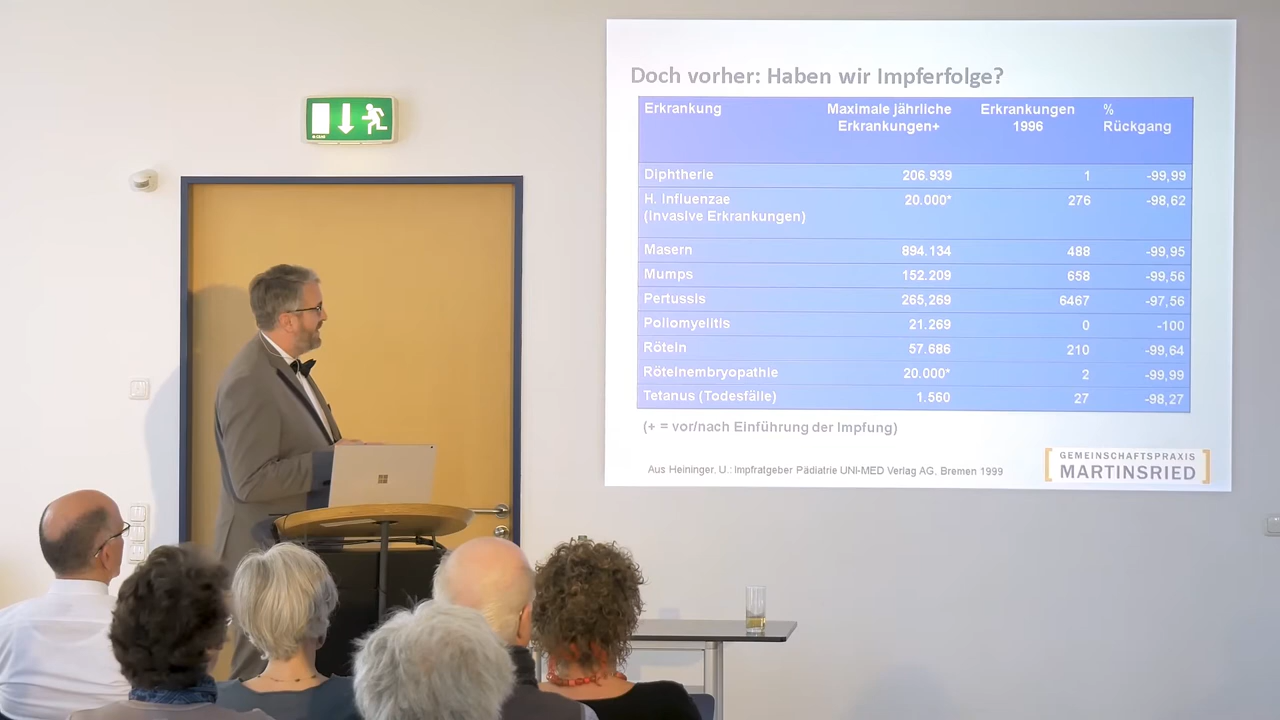 Doch vorher: Haben wir Impferfolge?
Erkrankung Maximale jährliche Erkrankungen+ Erkrankungen 1996 % Rückgang
Diphtherie 206.939 1 -99,99
H. Influenzae 20.000* 276 -98,62
(Invasive Erkrankungen)
Masern 894.134 488 -99,95
Mumps 152.209 658 -99,56
Pertussis 265,269 6467 -97,56
Poliomyelitis 21.269 0 -100
Röteln 57.686 210 -99,64
Rötelnembryopathie 20.000* 2 -99,99
Tetanus (Todesfälle) 1.560 27 -98,27
(+ = vor/nach Einführung der Impfung)
Aus Heininger, U.: Impfratgeber Pädiatrie UNI-MED Verlag AG, Bremen 1999
GEMEINSCHAFTSPRAXIS
MARTINSRIED